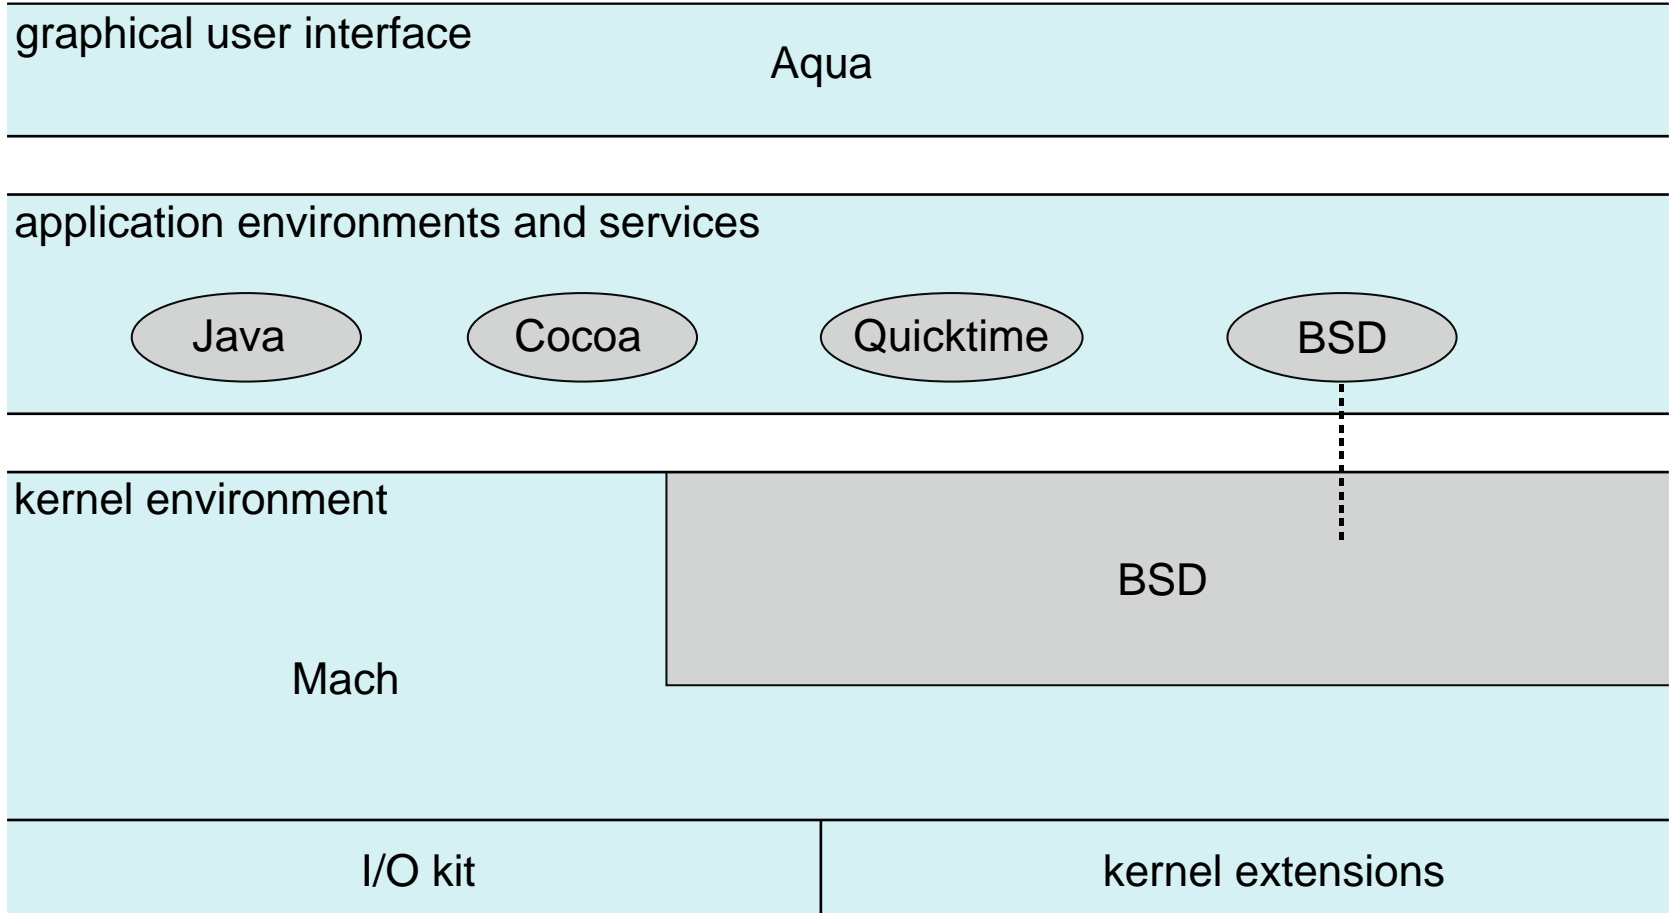 graphical user interface
Aqua
application environments and services
Java
Cocoa
Quicktime
BSD
kernel environment
BSD
Mach
I/O kit
kernel extensions